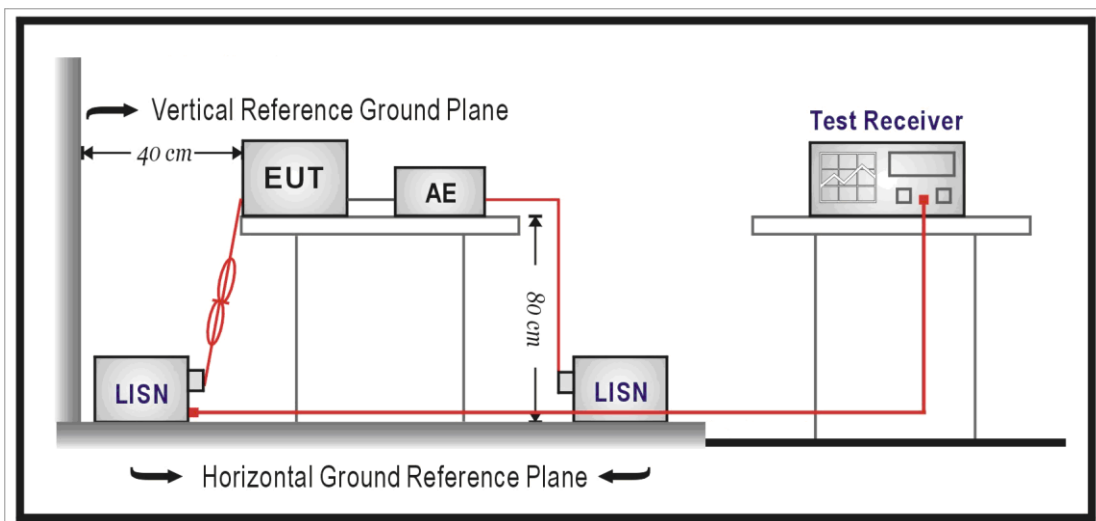 Vertical Reference Ground Plane
Test Receiver
40 cm
EUT
AE
80 cm
LISN
LISN
Horizontal Ground Reference Plane